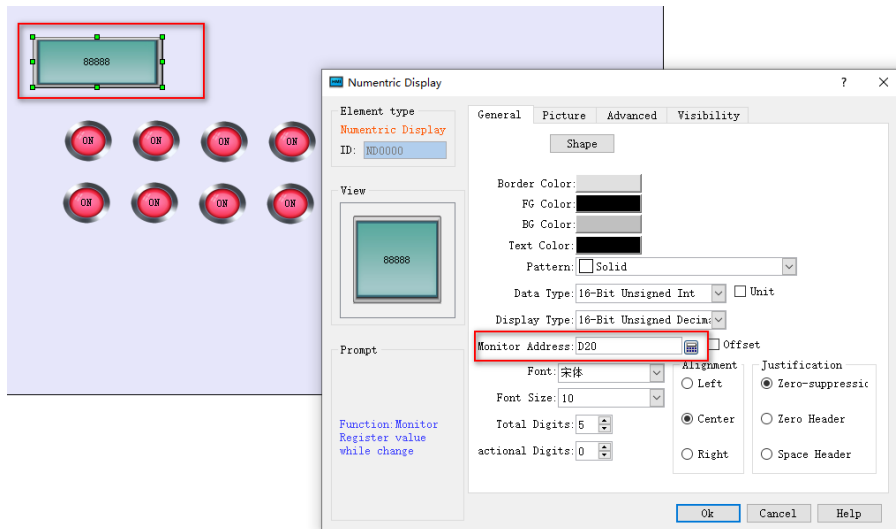 88888
ON ON ON ON
ON ON ON ON
Numentric Display
? ×
Element type
Numentric Display
ID: ND0000
View
88888
Prompt
Function:Monitor
Register value
while change
General Picture Advanced Visibility
Shape
Border Color:
FG Color:
BG Color:
Text Color:
Pattern: Solid
Data Type: 16-Bit Unsigned Int Unit
Display Type: 16-Bit Unsigned Decima
Monitor Address: D20 Offset
Font: 宋体
Font Size: 10
Total Digits: 5
actional Digits: 0
Alignment
Left
Center
Right
Justification
Zero-suppressic
Zero Header
Space Header
Ok Cancel Help